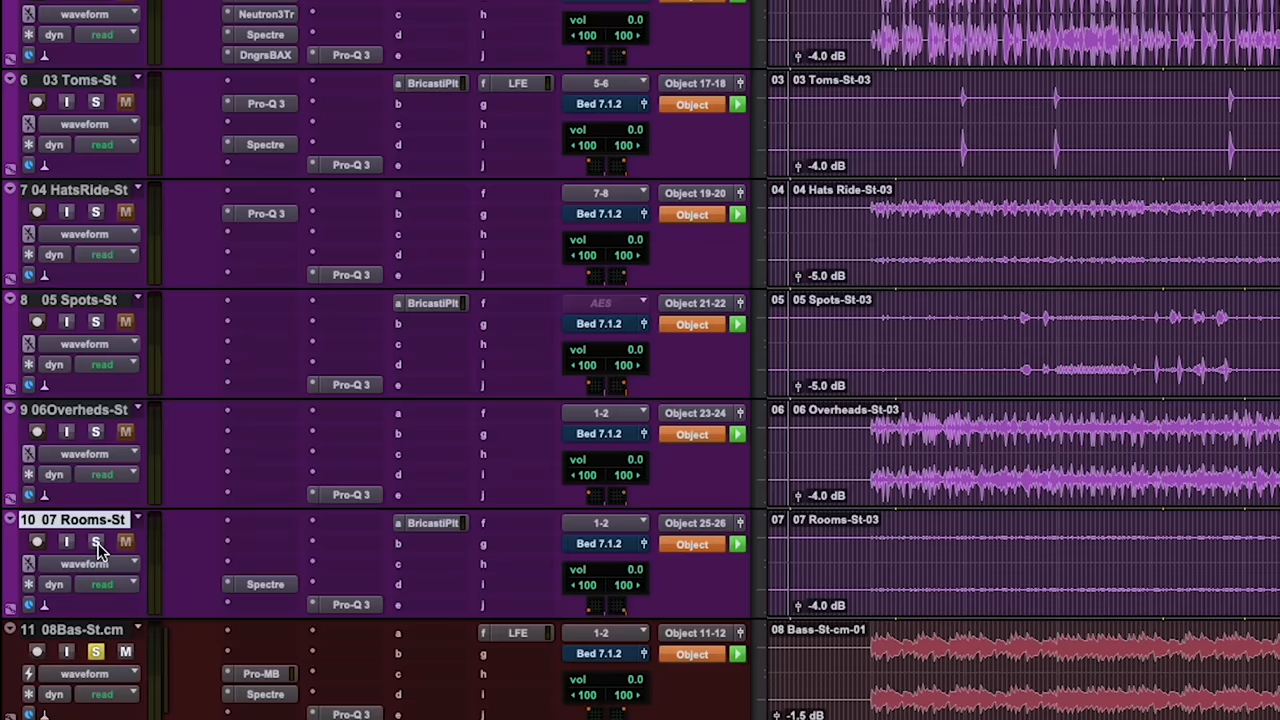 waveform Neutron3Tr c h vol 0.0
dyn read Spectre d i 100 100
DngrsBAX Pro-Q 3 e j -4.0 dB
6 03 Toms-St a BricastiPlt f LFE 5-6 Object 17-18 03 03 Toms-St-03
I S M Pro-Q 3 b g Bed 7.1.2 Object
waveform c h vol 0.0
dyn read Spectre d i 100 100
Pro-Q 3 e j -4.0 dB
7 04 HatsRide-St a f 7-8 Object 19-20 04 04 Hats Ride-St-03
I S M Pro-Q 3 b g Bed 7.1.2 Object
waveform c h vol 0.0
dyn read d i 100 100
Pro-Q 3 e j -5.0 dB
8 05 Spots-St a BricastiPlt f AES Object 21-22 05 05 Spots-St-03
I S M b g Bed 7.1.2 Object
waveform c h vol 0.0
dyn read d i 100 100
Pro-Q 3 e j -5.0 dB
9 06Overheds-St a f 1-2 Object 23-24 06 06 Overheads-St-03
I S M b g Bed 7.1.2 Object
waveform c h vol 0.0
dyn read d i 100 100
Pro-Q 3 e j -4.0 dB
10 07 Rooms-St a BricastiPlt f 1-2 Object 25-26 07 07 Rooms-St-03
I S M b g Bed 7.1.2 Object
waveform c h vol 0.0
dyn read Spectre d i 100 100
Pro-Q 3 e j -4.0 dB
11 08Bas-St.cm a f LFE 1-2 Object 11-12 08 Bass-St-cm-01
I S M b g Bed 7.1.2 Object
waveform Pro-MB c h vol 0.0
dyn read Spectre d i 100 100
Pro-Q 3 e j -1.5 dB